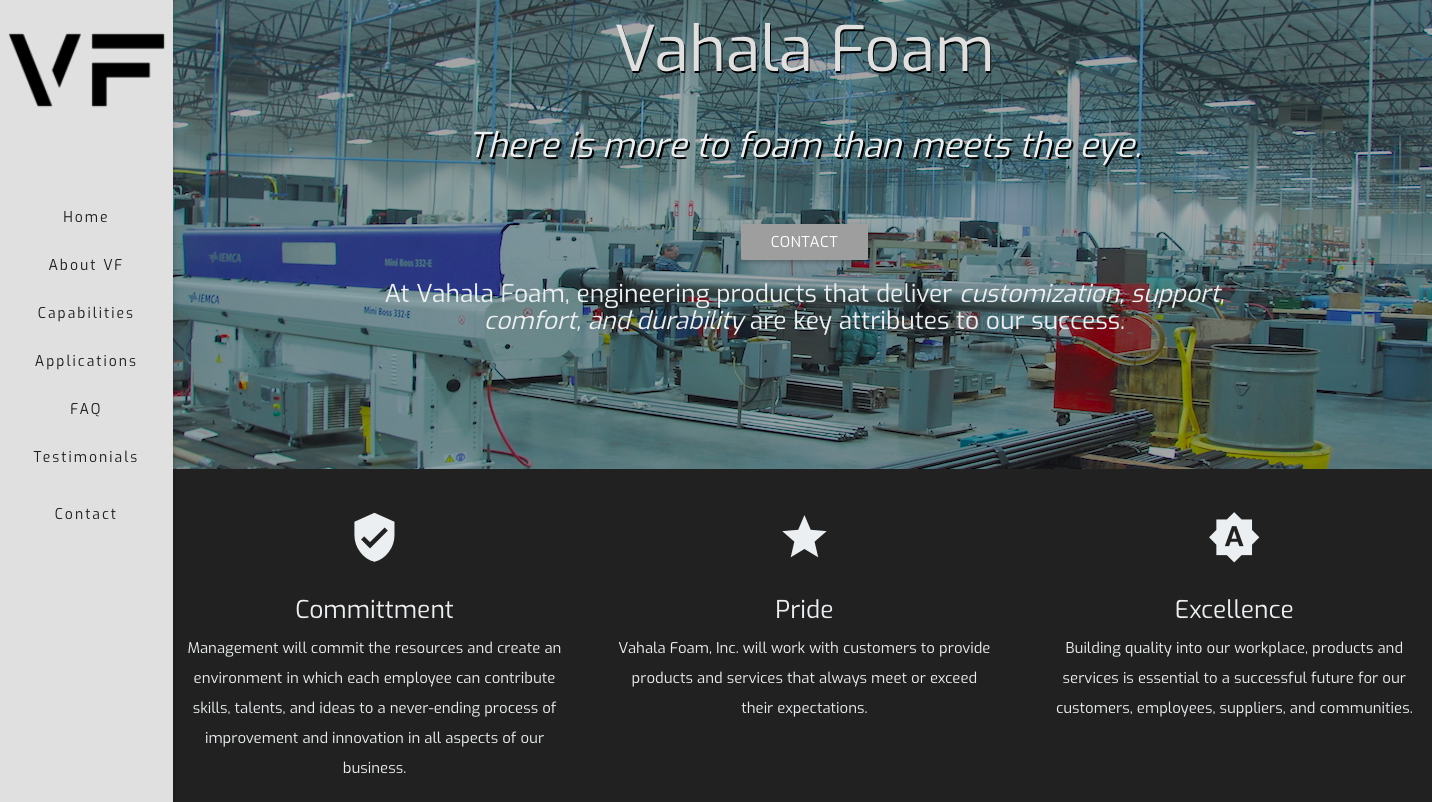 VF
Home
About VF
Capabilities
Applications
FAQ
Testimonials
Contact
Vahala Foam
There is more to foam than meets the eye.
CONTACT
At Vahala Foam, engineering products that deliver customization, support,
comfort, and durability are key attributes to our success.
IEMCA
Mini Boss 332-E
IEMCA
Mini Boss 332-E
Committment
Management will commit the resources and create an
environment in which each employee can contribute
skills, talents, and ideas to a never-ending process of
improvement and innovation in all aspects of our
business.
Pride
Vahala Foam, Inc. will work with customers to provide
products and services that always meet or exceed
their expectations.
A
Excellence
Building quality into our workplace, products and
services is essential to a successful future for our
customers, employees, suppliers, and communities.